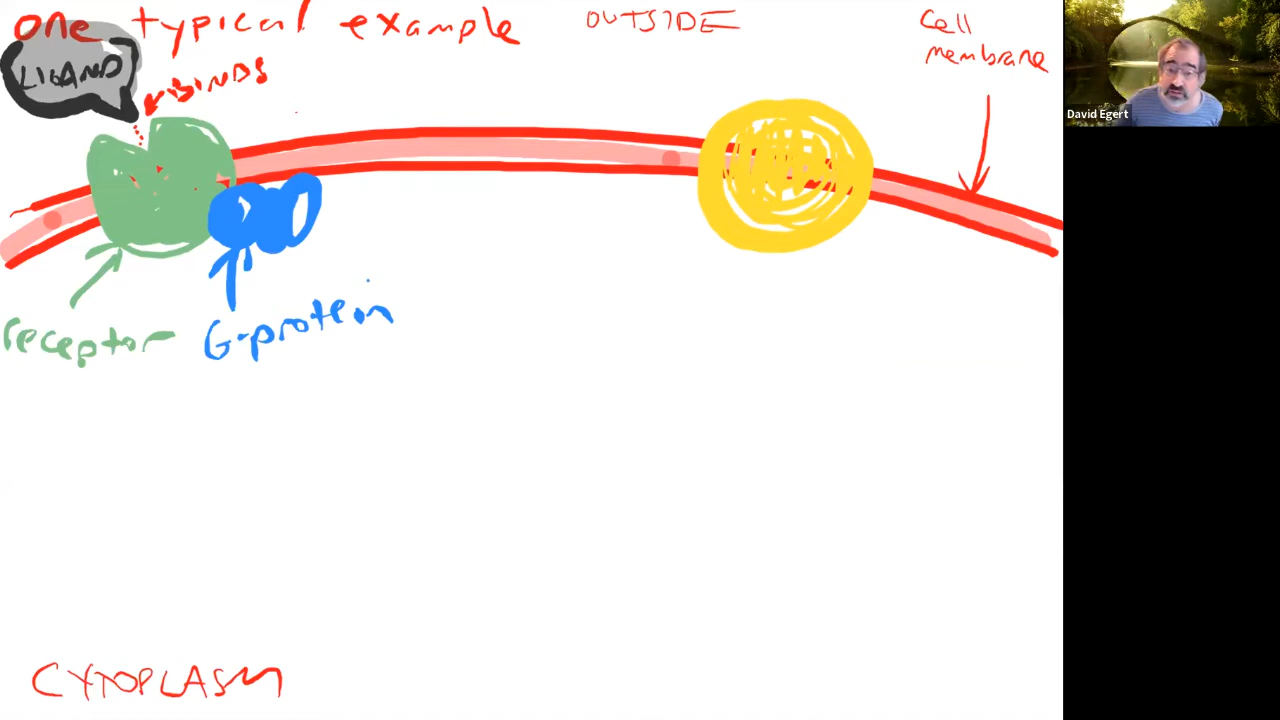 one typical example
OUTSIDE
Cell
membrane
LIGAND
BINDS
David Egert
receptor
G-protein
CYTOPLASM